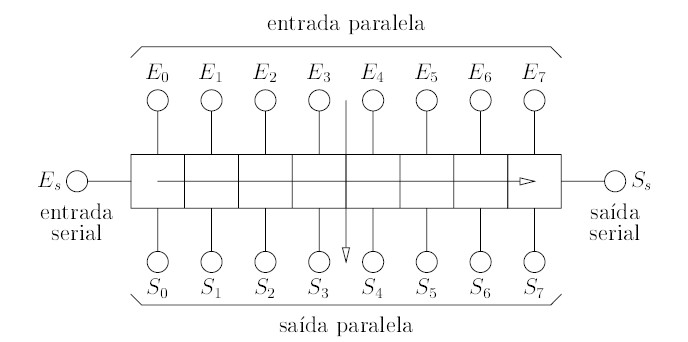 entrada paralela
E₀ E₁ E₂ E₃ E₄ E₅ E₆ E₇
Eₛ
Sₛ
entrada
serial
saída
serial
S₀ S₁ S₂ S₃ S₄ S₅ S₆ S₇
saída paralela